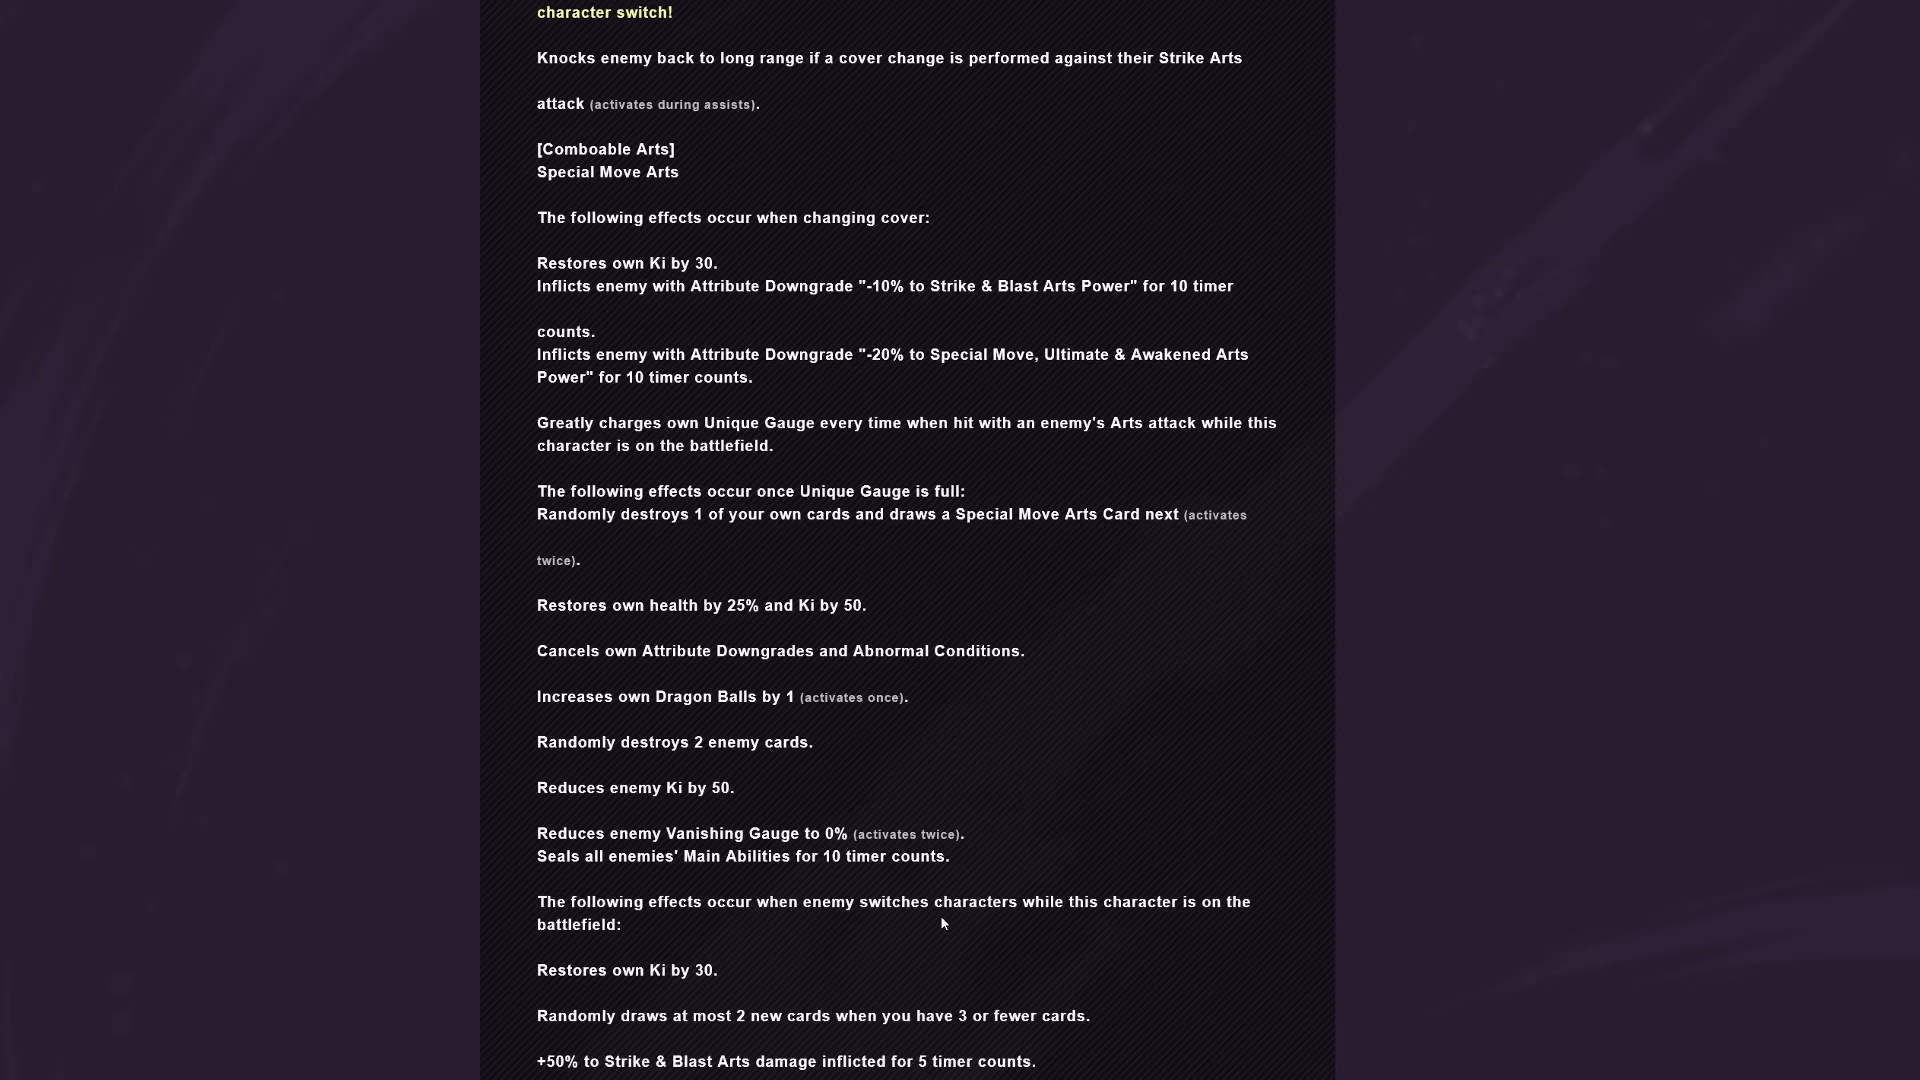 character switch!
Knocks enemy back to long range if a cover change is performed against their Strike Arts
attack (activates during assists).
[Comboable Arts]
Special Move Arts
The following effects occur when changing cover:
Restores own Ki by 30.
Inflicts enemy with Attribute Downgrade "-10% to Strike & Blast Arts Power" for 10 timer
counts.
Inflicts enemy with Attribute Downgrade "-20% to Special Move, Ultimate & Awakened Arts
Power" for 10 timer counts.
Greatly charges own Unique Gauge every time when hit with an enemy's Arts attack while this
character is on the battlefield.
The following effects occur once Unique Gauge is full:
Randomly destroys 1 of your own cards and draws a Special Move Arts Card next (activates
twice).
Restores own health by 25% and Ki by 50.
Cancels own Attribute Downgrades and Abnormal Conditions.
Increases own Dragon Balls by 1 (activates once).
Randomly destroys 2 enemy cards.
Reduces enemy Ki by 50.
Reduces enemy Vanishing Gauge to 0% (activates twice).
Seals all enemies' Main Abilities for 10 timer counts.
The following effects occur when enemy switches characters while this character is on the
battlefield:
Restores own Ki by 30.
Randomly draws at most 2 new cards when you have 3 or fewer cards.
+50% to Strike & Blast Arts damage inflicted for 5 timer counts.